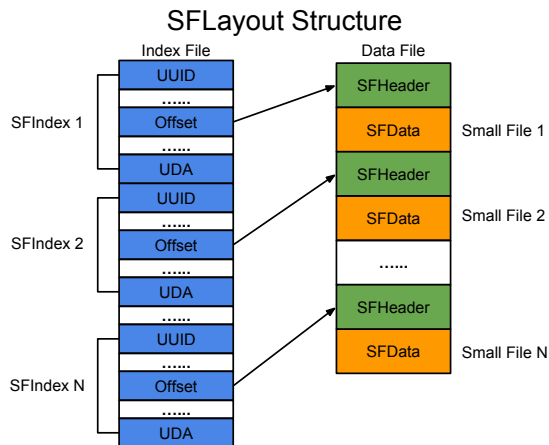 SFLayout Structure
Index File
Data File
SFIndex 1
UUID
......
Offset
......
UDA
SFIndex 2
UUID
......
Offset
......
UDA
......
SFIndex N
UUID
......
Offset
......
UDA
SFHeader
SFData
Small File 1
SFHeader
SFData
Small File 2
......
SFHeader
SFData
Small File N